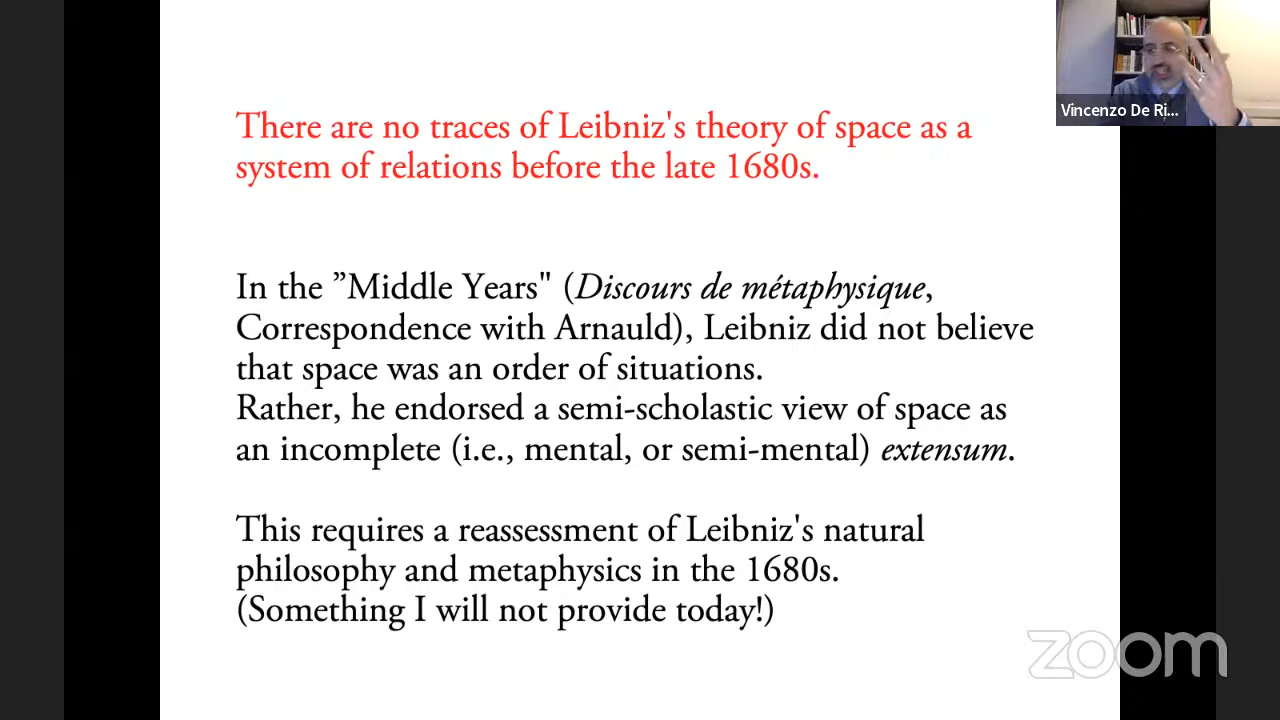 There are no traces of Leibniz's theory of space as a
system of relations before the late 1680s.
In the ”Middle Years" (Discours de métaphysique,
Correspondence with Arnauld), Leibniz did not believe
that space was an order of situations.
Rather, he endorsed a semi-scholastic view of space as
an incomplete (i.e., mental, or semi-mental) extensum.
This requires a reassessment of Leibniz's natural
philosophy and metaphysics in the 1680s.
(Something I will not provide today!)
Vincenzo De Ri...
zoom